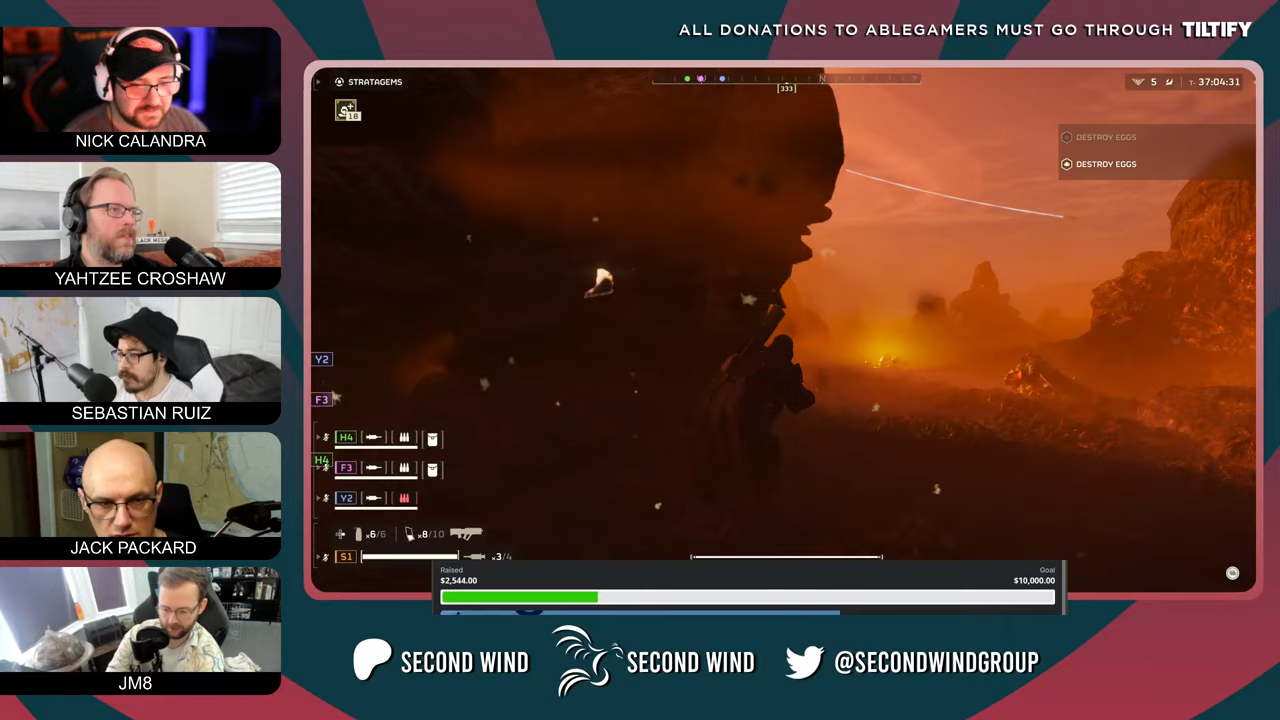 ALL DONATIONS TO ABLEGAMERS MUST GO THROUGH TILTIFY
NICK CALANDRA
YAHTZEE CROSHAW
SEBASTIAN RUIZ
JACK PACKARD
JM8
STRATAGEMS
18
N
[333]
5
T- 37:04:31
DESTROY EGGS
DESTROY EGGS
Y2
F3
H4
H4
F3
Y2
x6/6
x8/10
S1
x3/4
Raised
Goal
$2,544.00
$10,000.00
SECOND WIND
SECOND WIND
@SECONDWINDGROUP